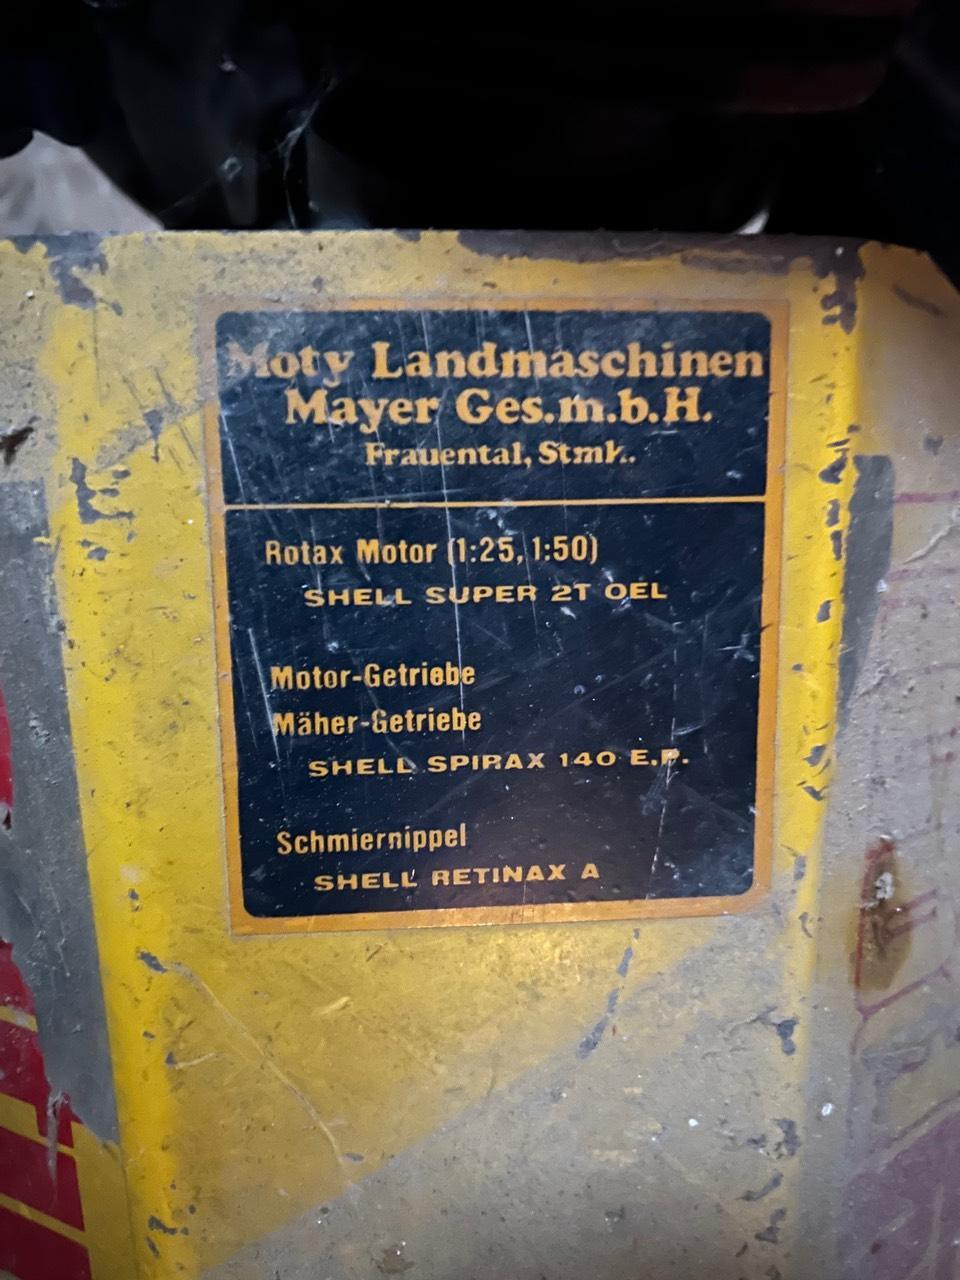 Moty Landmaschinen
Mayer Ges.m.b.H.
Frauental, Stmk.
Rotax Motor (1:25, 1:50)
SHELL SUPER 2T OEL
Motor-Getriebe
Mäher-Getriebe
SHELL SPIRAX 140 E.P.
Schmiernippel
SHELL RETINAX A